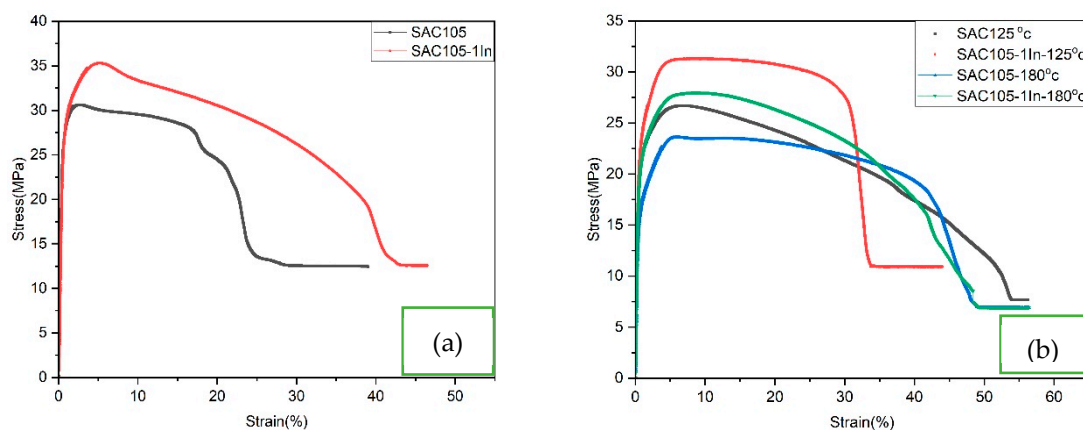 40
35
30
25
20
15
10
5
0
Stress(MPa)
0 10 20 30 40 50
Strain(%)
SAC105
SAC105-1In
(a)
35
30
25
20
15
10
5
0
Stress(MPa)
0 10 20 30 40 50 60
Strain(%)
SAC125 °c
SAC105-1In-125°c
SAC105-180°c
SAC105-1In-180°c
(b)